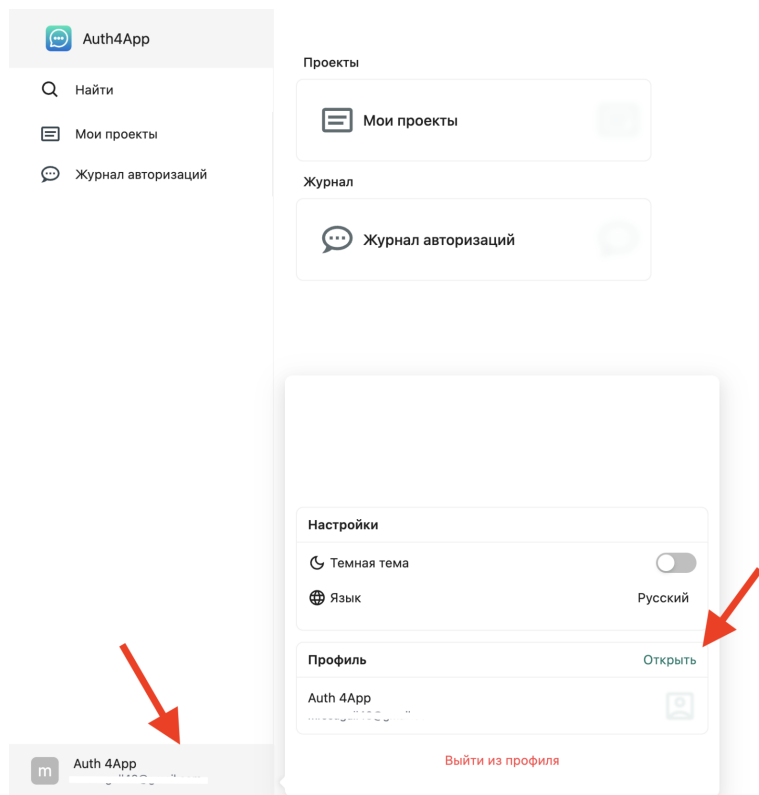 Auth4App
Найти
Мои проекты
Журнал авторизаций
Проекты
Мои проекты
Журнал
Журнал авторизаций
Настройки
Темная тема
Язык
Русский
Профиль
Открыть
Auth 4App
Выйти из профиля
m
Auth 4App